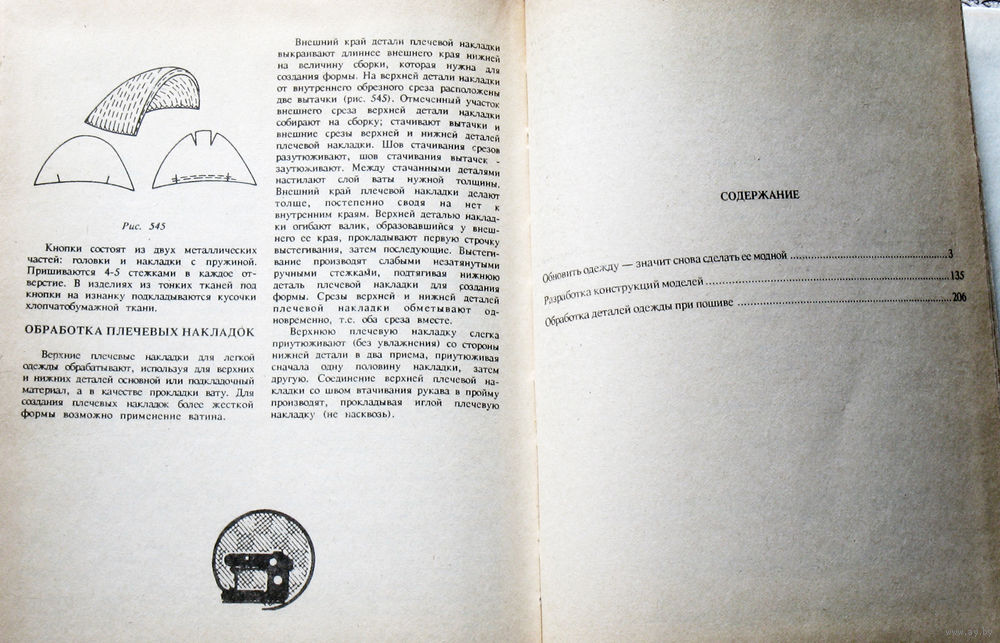 Рис. 545
Кнопки состоят из двух металлических
частей: головки и накладки с пружиной.
Пришиваются 4-5 стежками в каждое от-
верстие. В изделиях из тонких тканей под
кнопки на изнанку подкладываются кусочки
хлопчатобумажной ткани.
ОБРАБОТКА ПЛЕЧЕВЫХ НАКЛАДОК
Верхние плечевые накладки для легкой
одежды обрабатывают, используя для верхних
и нижних деталей основной или подкладочный
материал, а в качестве прокладки вату. Для
создания плечевых накладок более жесткой
формы возможно применение ватина.
Внешний край детали плечевой накладки
выкраивают длиннее внешнего края нижней
на величину сборки, которая нужна для
создания формы. На верхней детали накладки
от внутреннего обрезного среза расположены
две вытачки (рис. 545). Отмеченный участок
внешнего среза верхней детали накладки
собирают на сборку; стачивают вытачки и
внешние срезы верхней и нижней деталей
плечевой накладки. Шов стачивания срезов
разутюживают, шов стачивания вытачек -
заутюживают. Между стачанными деталями
настилают слой ваты нужной толщины.
Внешний край плечевой накладки делают
толще, постепенно сводя на нет к
внутренним краям. Верхней деталью наклад-
ки огибают валик, образовавшийся у внеш-
него ее края, прокладывают первую строчку
выстегивания, затем последующие. Выстеги-
вание производят слабыми незатянутыми
ручными стежками, подтягивая нижнюю
деталь плечевой накладки для создания
формы. Срезы верхней и нижней деталей
плечевой накладки обметывают од-
новременно, т.е. оба среза вместе.
Верхнюю плечевую накладку слегка
приутюживают (без увлажнения) со стороны
нижней детали в два приема, приутюживая
сначала одну половину накладки, затем
другую. Соединение верхней плечевой на-
кладки со швом втачивания рукава в пройму
производят, прокладывая иглой плечевую
накладку (не насквозь).
СОДЕРЖАНИЕ
Обновить одежду — значит снова сделать ее модной ... 3
Разработка конструкций моделей ... 135
Обработка деталей одежды при пошиве ... 206
www.ay.by